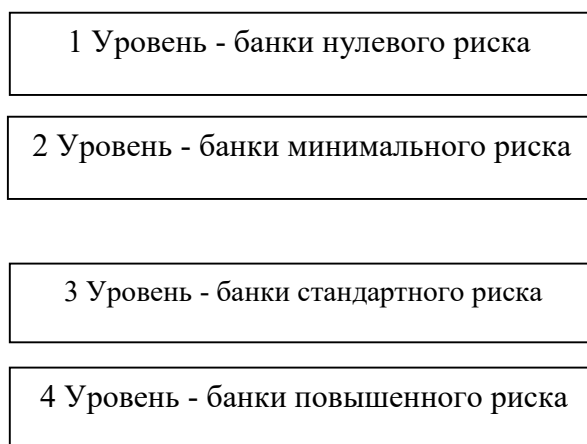 1 Уровень - банки нулевого риска
2 Уровень - банки минимального риска
3 Уровень - банки стандартного риска
4 Уровень - банки повышенного риска